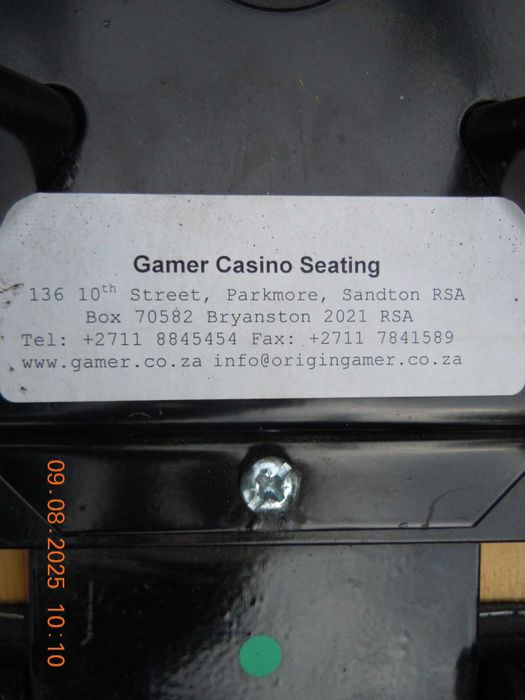 Gamer Casino Seating
136 10th Street, Parkmore, Sandton RSA
Box 70582 Bryanston 2021 RSA
Tel: +2711 8845454 Fax: +2711 7841589
www.gamer.co.za info@origingamer.co.za
09.08.2025 10:10